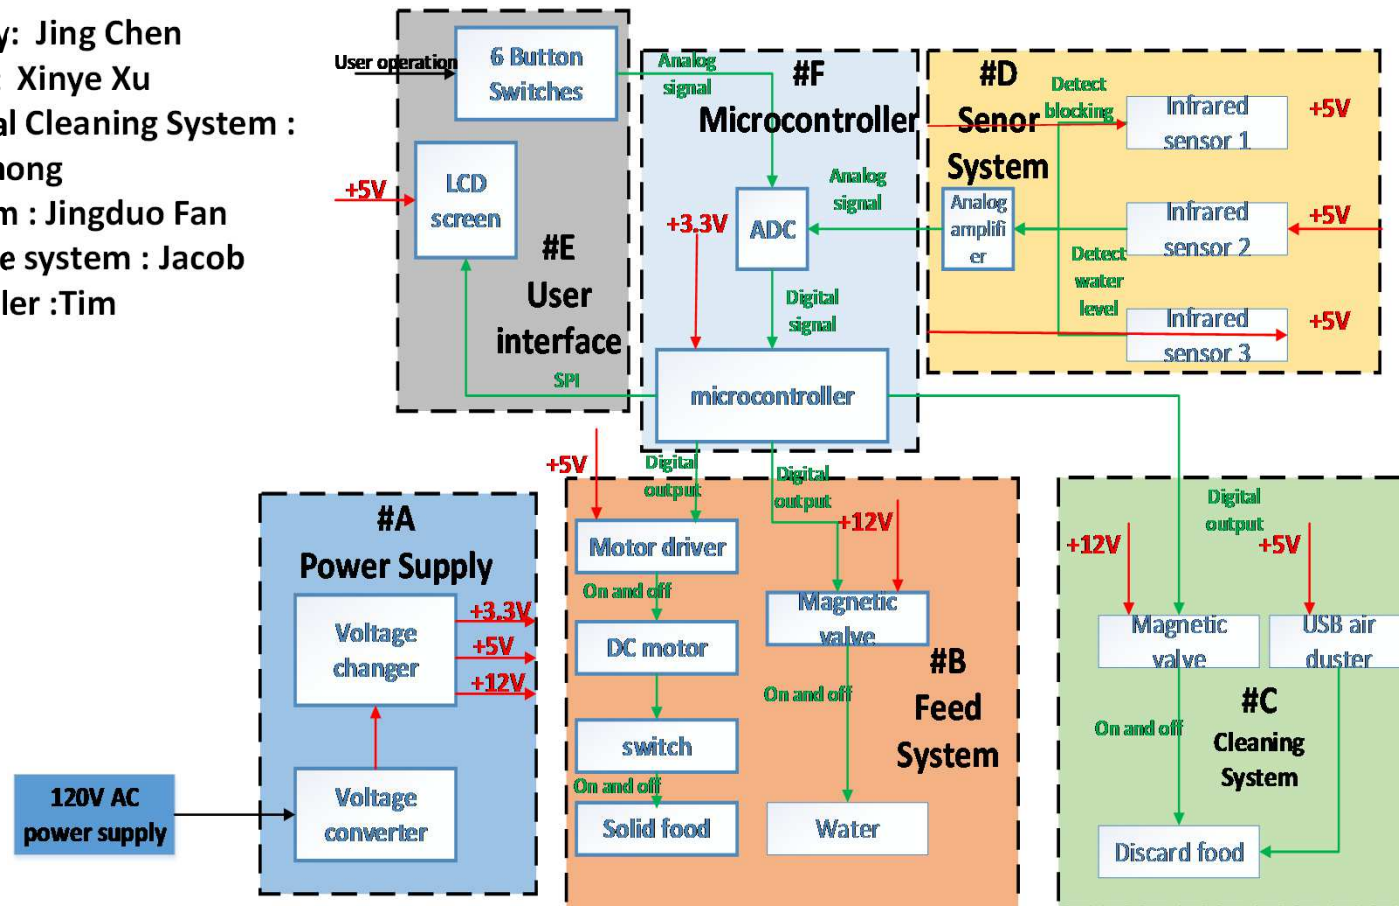 y: Jing Chen
: Xinye Xu
al Cleaning System :
hong
m : Jingduo Fan
e system : Jacob
ler :Tim
User operation
6 Button
Switches
Analog
signal
LCD
screen
+5V
#E
User
interface
SPI
#F
Microcontroller
+3.3V
ADC
Analog
signal
Digital
signal
microcontroller
#D
Senor
System
Detect
blocking
Infrared
sensor 1
+5V
Analog
amplifi
er
Infrared
sensor 2
+5V
Detect
water
level
Infrared
sensor 3
+5V
#A
Power Supply
Voltage
changer
+3.3V
+5V
+12V
Voltage
converter
120V AC
power supply
+5V
Digital
output
Digital
output
+12V
Motor driver
On and off
DC motor
switch
On and off
Solid food
Magnetic
valve
On and off
Water
#B
Feed
System
Digital
output
+12V
+5V
Magnetic
valve
USB air
duster
On and off
#C
Cleaning
System
Discard food